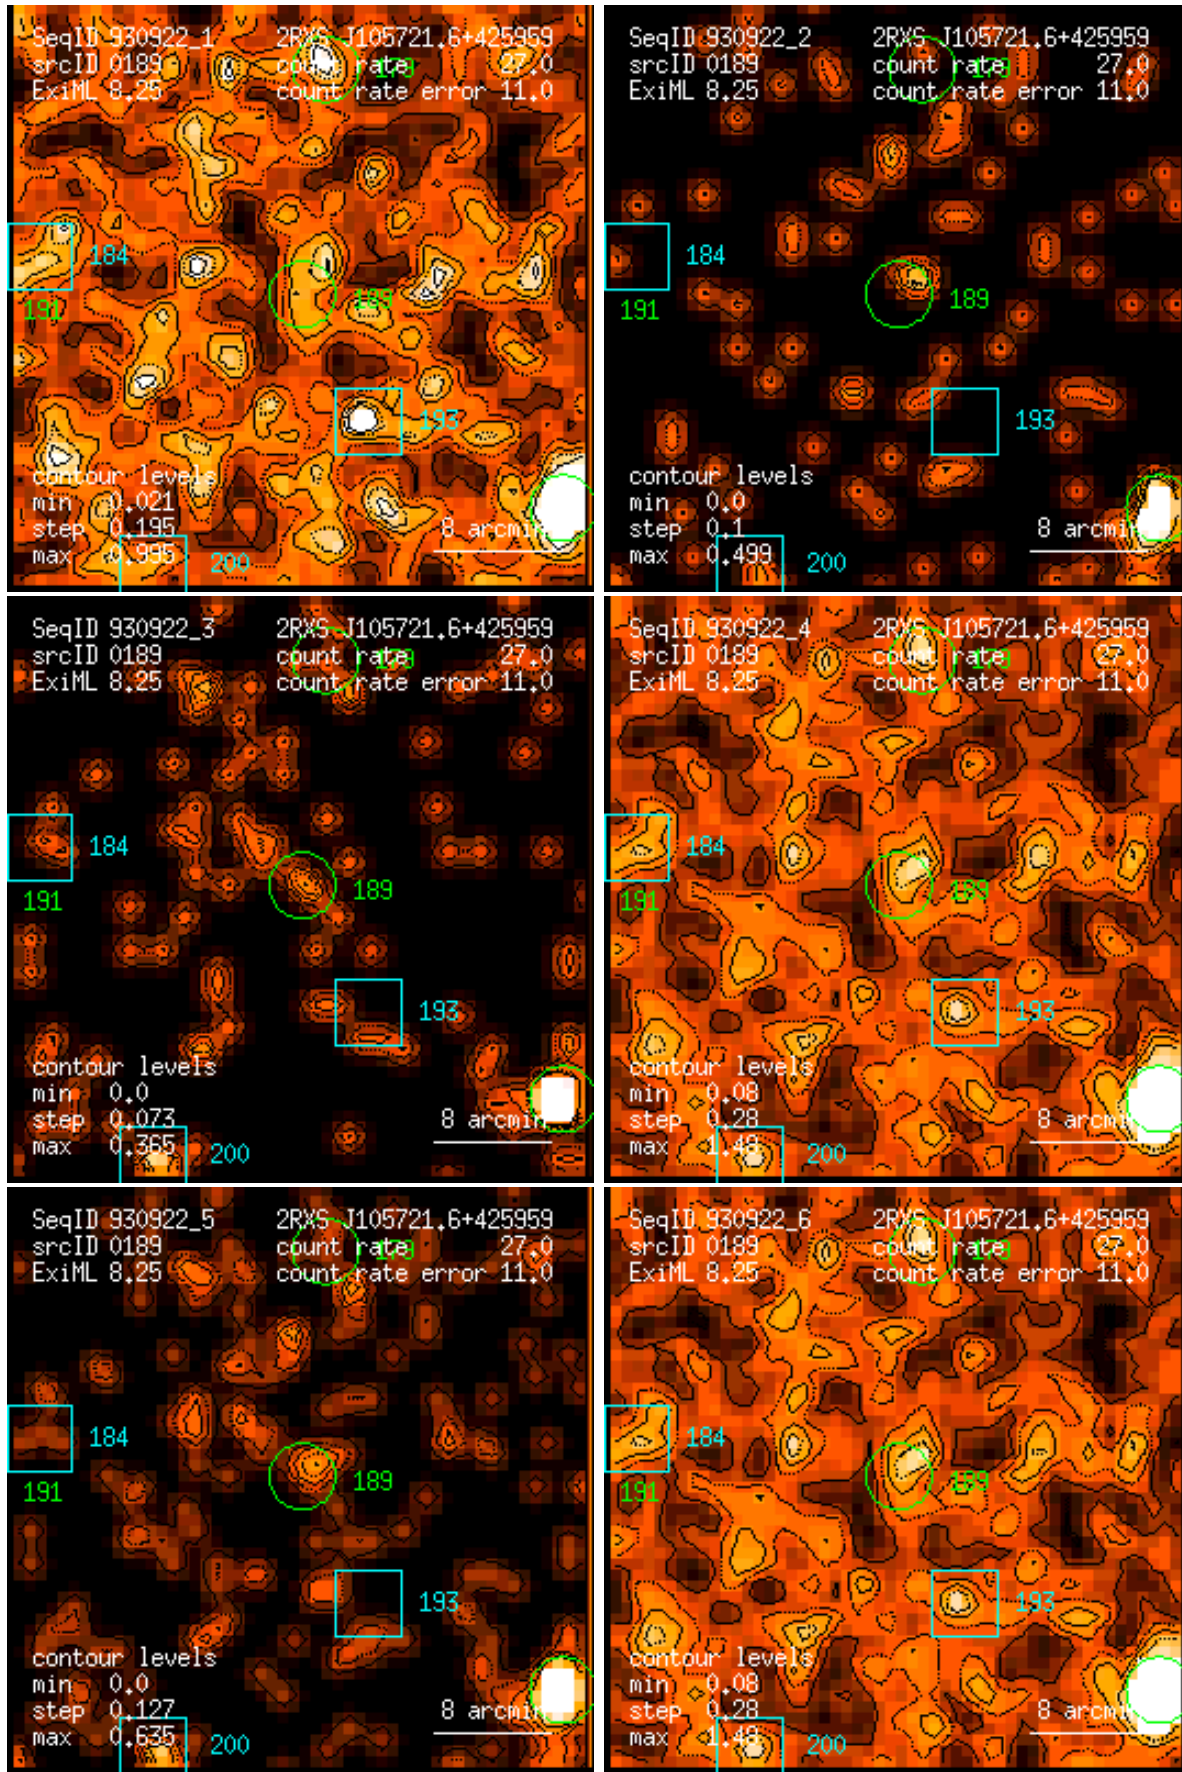 SeqID 930922_1 2RXS J105721.6+425959
srcID 0189 count rate 27.0
179
ExiML 8.25 count rate error 11.0
184
191
189
193
contour levels
min 0.021
step 0.195
8 arcmin
max 0.995
200
SeqID 930922_2 2RXS J105721.6+425959
srcID 0189 count rate 27.0
179
ExiML 8.25 count rate error 11.0
184
191
189
193
contour levels
min 0.0
step 0.1
8 arcmin
max 0.499
200
SeqID 930922_3 2RXS J105721.6+425959
srcID 0189 count rate 27.0
179
ExiML 8.25 count rate error 11.0
184
191
189
193
contour levels
min 0.0
step 0.073
8 arcmin
max 0.365
200
SeqID 930922_4 2RXS J105721.6+425959
srcID 0189 count rate 27.0
179
ExiML 8.25 count rate error 11.0
184
191
189
193
contour levels
min 0.08
step 0.28
8 arcmin
max 1.48
200
SeqID 930922_5 2RXS J105721.6+425959
srcID 0189 count rate 27.0
179
ExiML 8.25 count rate error 11.0
184
191
189
193
contour levels
min 0.0
step 0.127
8 arcmin
max 0.635
200
SeqID 930922_6 2RXS J105721.6+425959
srcID 0189 count rate 27.0
179
ExiML 8.25 count rate error 11.0
184
191
189
193
contour levels
min 0.08
step 0.28
8 arcmin
max 1.48
200